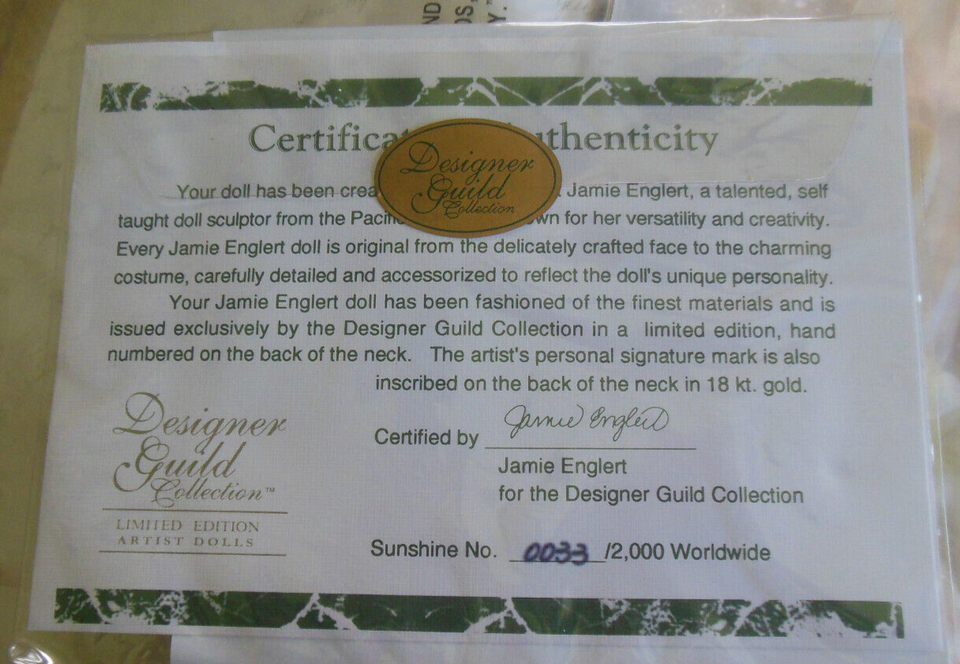 ND
OS,
Y."
Certifica uthenticity
Designer
Guild
Collection
Your doll has been crea Jamie Englert, a talented, self
taught doll sculptor from the Pacif wn for her versatility and creativity.
Every Jamie Englert doll is original from the delicately crafted face to the charming
costume, carefully detailed and accessorized to reflect the doll's unique personality.
Your Jamie Englert doll has been fashioned of the finest materials and is
issued exclusively by the Designer Guild Collection in a limited edition, hand
numbered on the back of the neck. The artist's personal signature mark is also
inscribed on the back of the neck in 18 kt. gold.
Designer
Guild
Collection™
LIMITED EDITION
ARTIST DOLLS
Certified by Jamie Englert
Jamie Englert
for the Designer Guild Collection
Sunshine No. 0033 /2,000 Worldwide